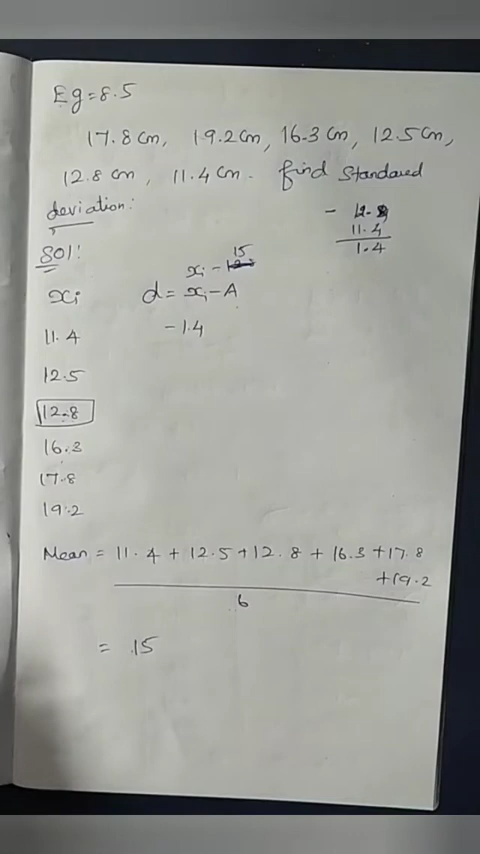 Eg=8.5
17.8 Cm, 19.2 Cm, 16.3 Cm, 12.5 Cm,
12.8 Cm, 11.4 Cm. find Standared
deviation:
- 12.8
11.4
1.4
Sol:
15
xi -
xi d = xi - A
11.4 -1.4
12.5
12.8
16.3
17.8
19.2
Mean = 11.4 + 12.5 + 12.8 + 16.3 + 17.8
+19.2
6
= 15